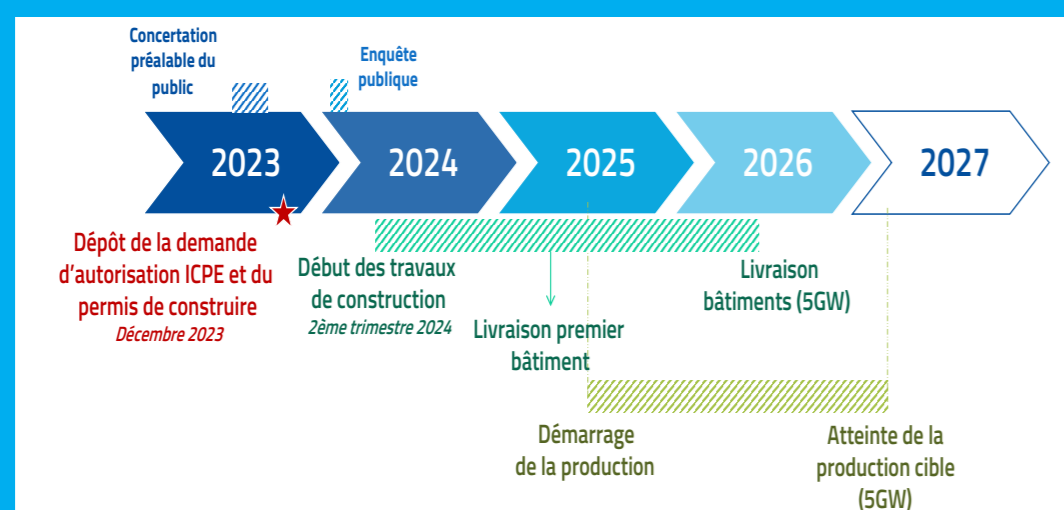 Concertation
préalable du
public
Enquête
publique
2023
2024
2025
2026
2027
Dépôt de la demande
d'autorisation ICPE et du
permis de construire
Décembre 2023
Début des travaux
de construction
2ème trimestre 2024
Livraison premier
bâtiment
Livraison
bâtiments (5GW)
Démarrage
de la production
Atteinte de la
production cible
(5GW)